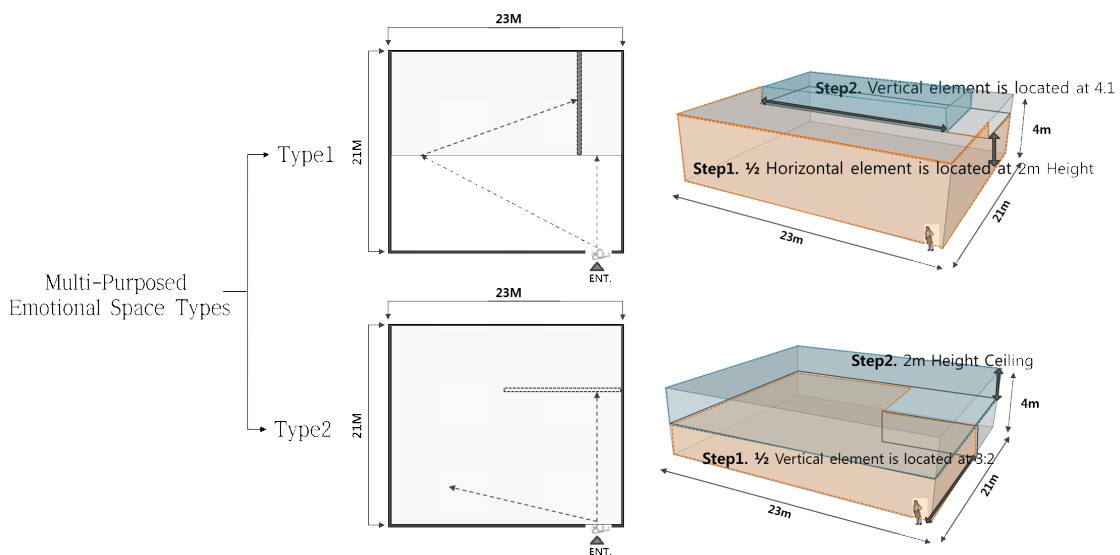 Multi-Purposed
Emotional Space Types
Type1
23M
21M
ENT.
Step2. Vertical element is located at 4:1
4m
Step1. ½ Horizontal element is located at 2m Height
21m
23m
Type2
23M
21M
ENT.
Step2. 2m Height Ceiling
4m
Step1. ½ Vertical element is located at 3:2
21m
23m